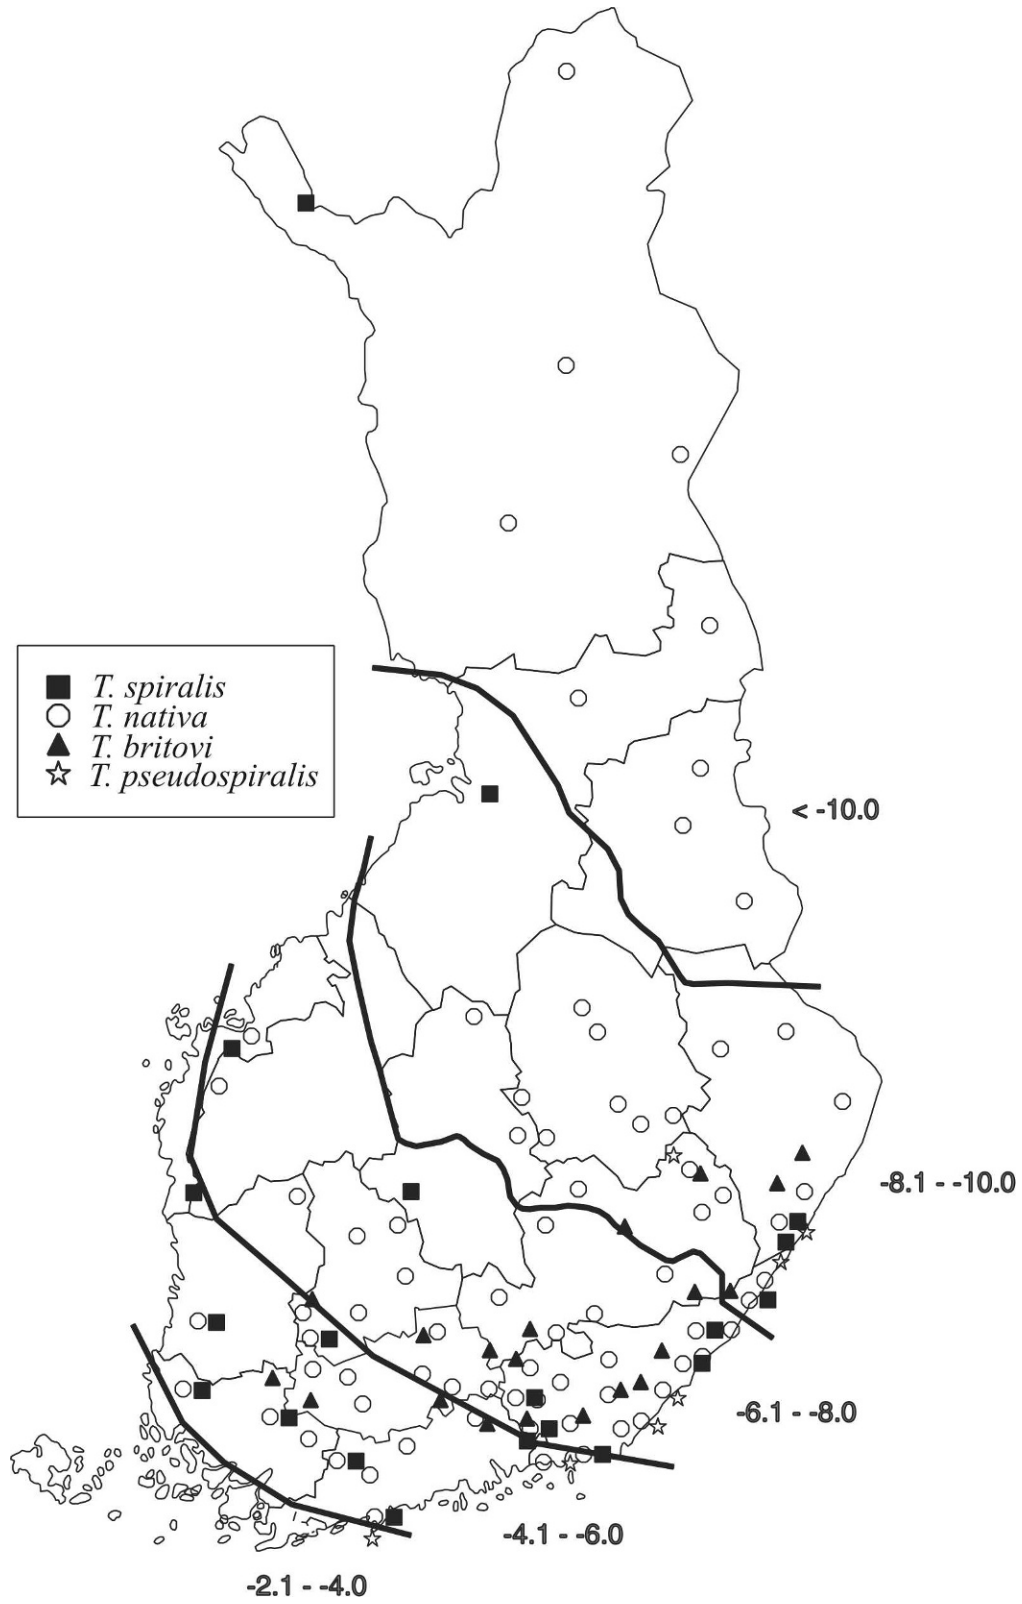 T. spiralis
T. nativa
T. britovi
T. pseudospiralis
< -10.0
-8.1 - -10.0
-6.1 - -8.0
-4.1 - -6.0
-2.1 - -4.0